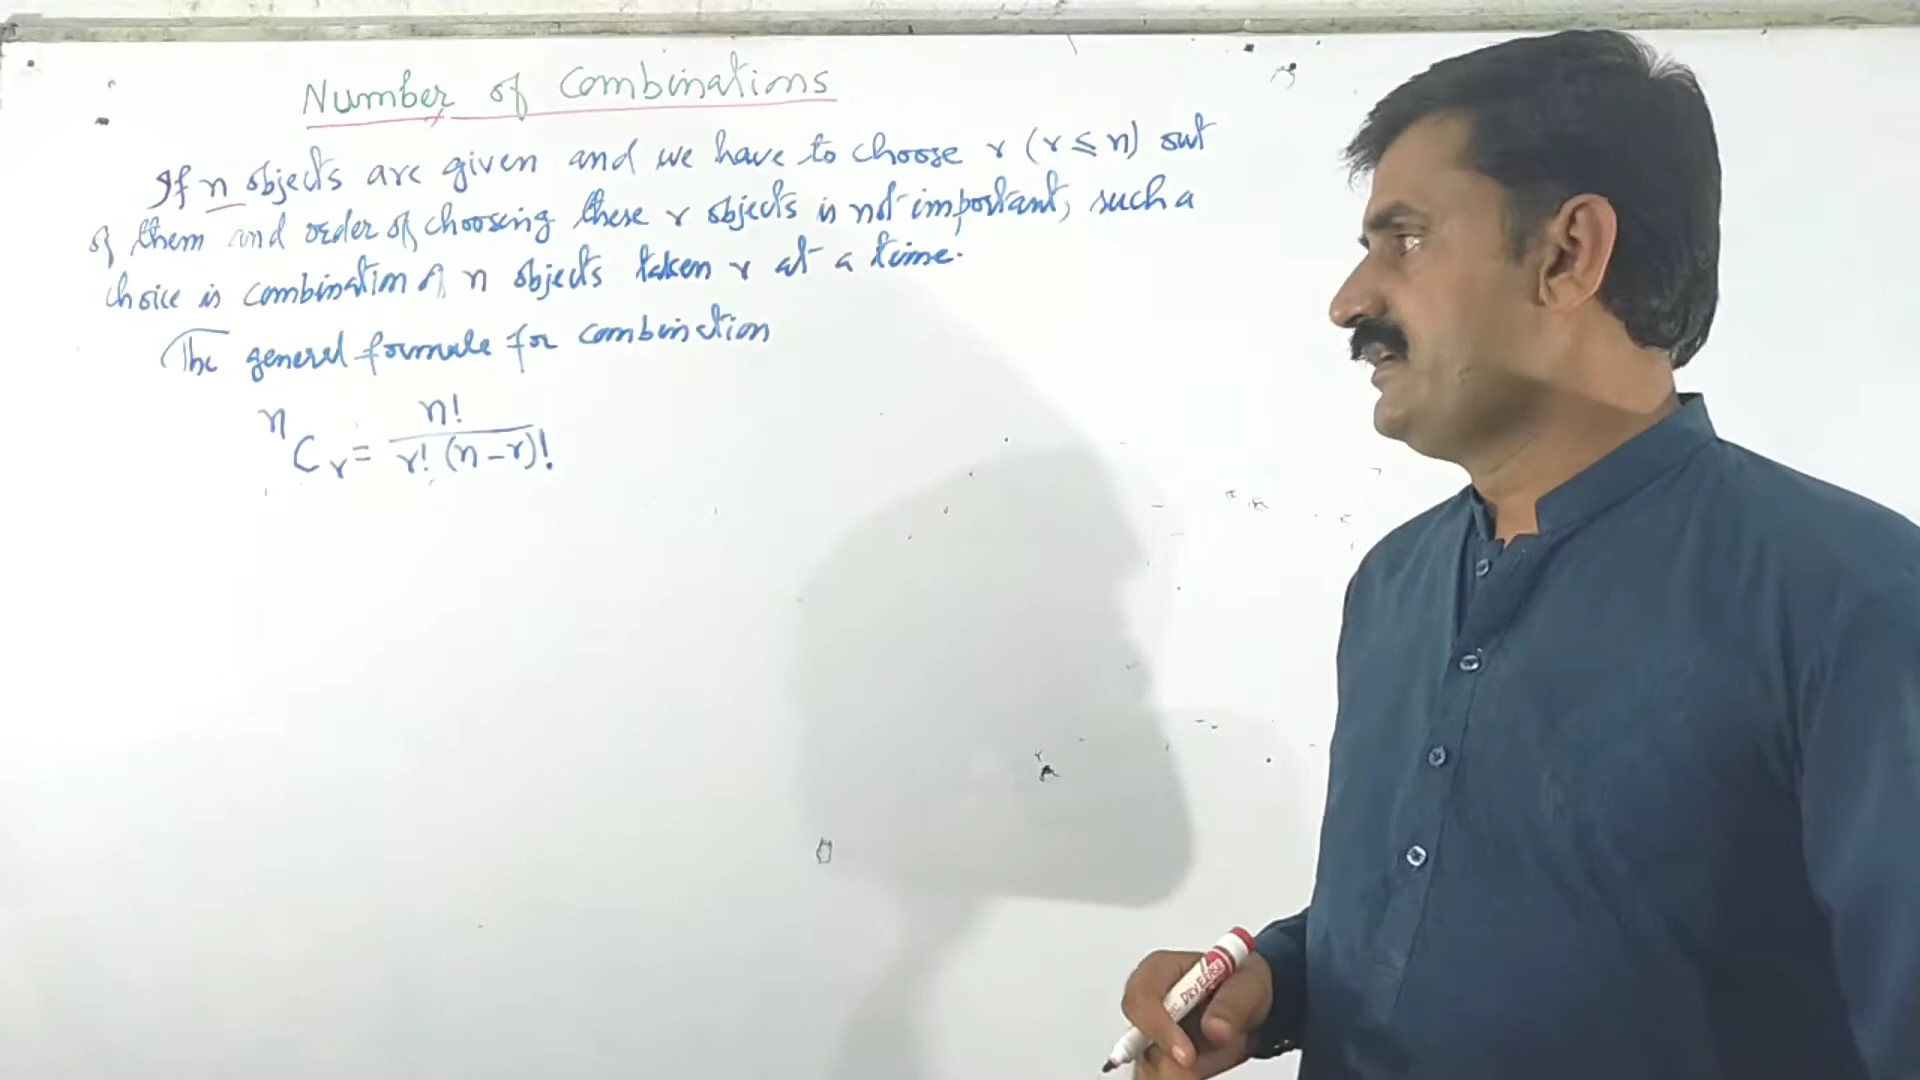 Number of Combinations
If n objects are given and we have to choose r (r ≤ n) out
of them and order of choosing these r objects is not important, such a
choice is combination of n objects taken r at a time.
The general formula for combination
ⁿCᵣ = n! / r! (n-r)!
DRY ERASE